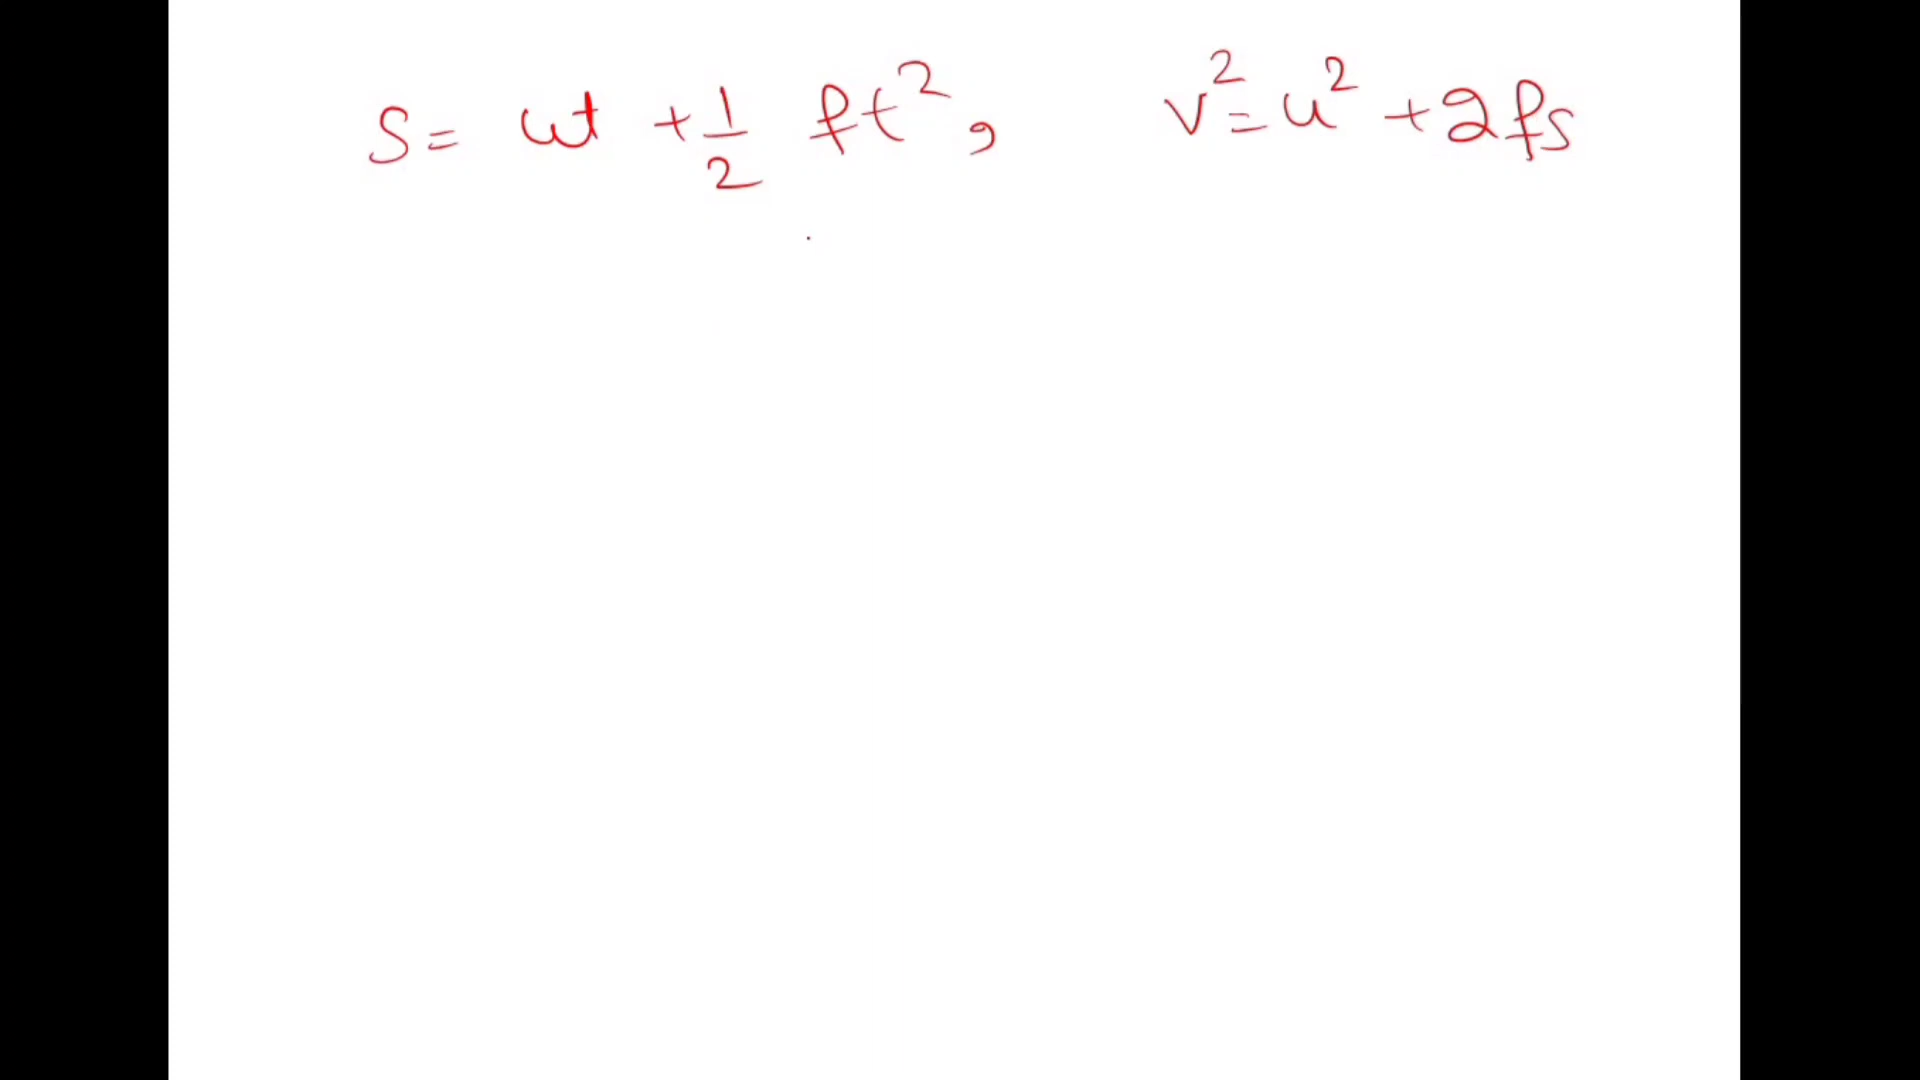 S = ut + 1/2 ft², v² = u² + 2fs